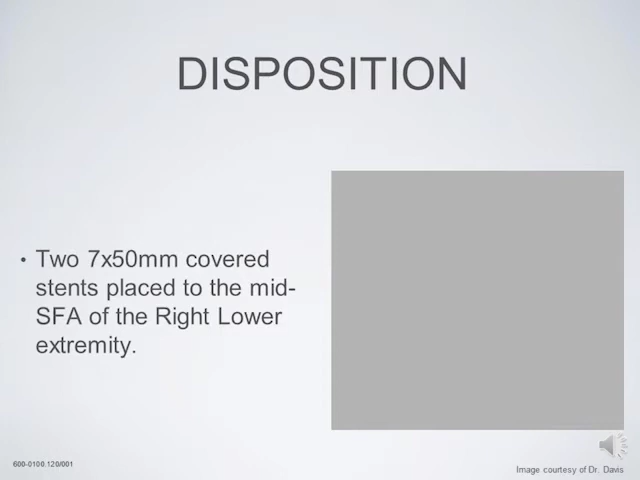 DISPOSITION
• Two 7x50mm covered
stents placed to the mid-
SFA of the Right Lower
extremity.
600-0100.120/001
Image courtesy of Dr. Davis